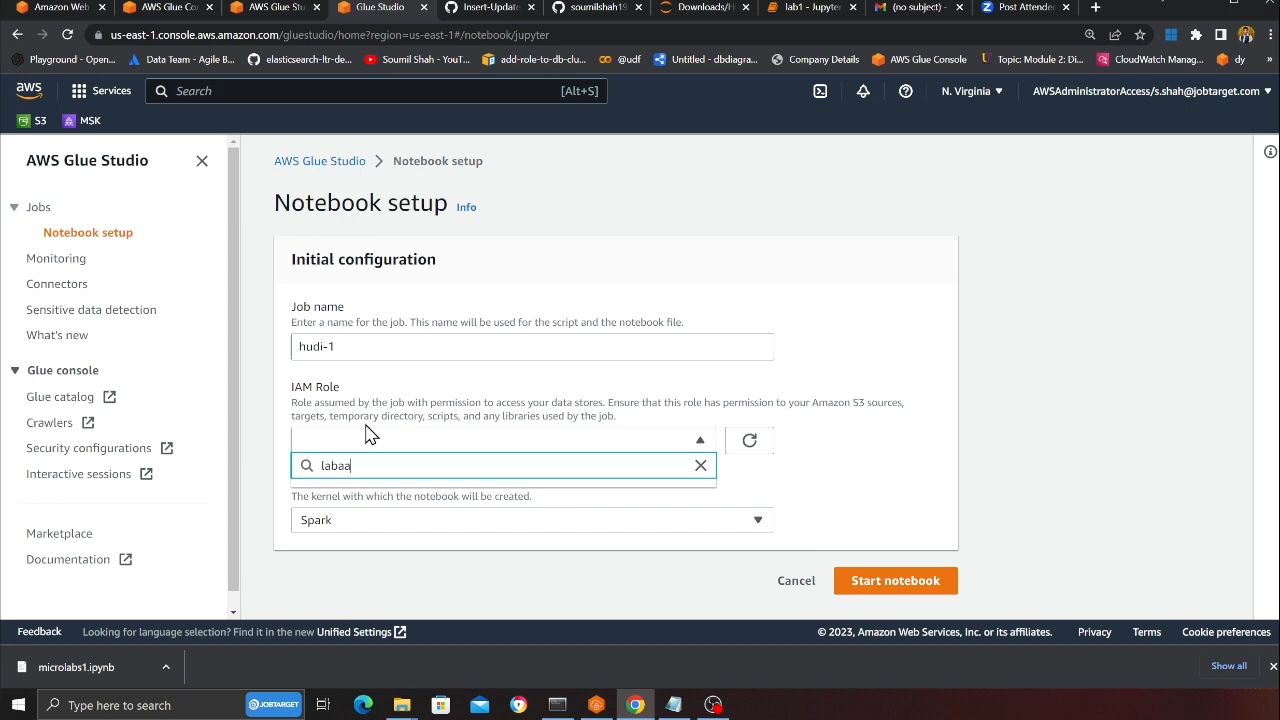 Amazon Web
AWS Glue Con
AWS Glue Stu
Glue Studio
Insert-Update
soumilshah19
Downloads/H
lab1 - Jupyter
(no subject) -
Post Attende
us-east-1.console.aws.amazon.com/gluestudio/home?region=us-east-1#/notebook/jupyter
Playground - Open...
Data Team - Agile B...
elasticsearch-ltr-de...
Soumil Shah - YouT...
add-role-to-db-clu...
@udf
Untitled - dbdiagra...
Company Details
AWS Glue Console
Topic: Module 2: Di...
CloudWatch Manag...
dy
»
aws
Services
Search
[Alt+S]
N. Virginia
AWSAdministratorAccess/s.shah@jobtarget.com
S3
MSK
AWS Glue Studio
Jobs
Notebook setup
Monitoring
Connectors
Sensitive data detection
What's new
Glue console
Glue catalog
Crawlers
Security configurations
Interactive sessions
Marketplace
Documentation
AWS Glue Studio > Notebook setup
Notebook setup Info
Initial configuration
Job name
Enter a name for the job. This name will be used for the script and the notebook file.
hudi-1
IAM Role
Role assumed by the job with permission to access your data stores. Ensure that this role has permission to your Amazon S3 sources,
targets, temporary directory, scripts, and any libraries used by the job.
labaa
The kernel with which the notebook will be created.
Spark
Cancel
Start notebook
Feedback
Looking for language selection? Find it in the new Unified Settings
© 2023, Amazon Web Services, Inc. or its affiliates.
Privacy
Terms
Cookie preferences
microlabs1.ipynb
Show all
Type here to search
JOBTARGET